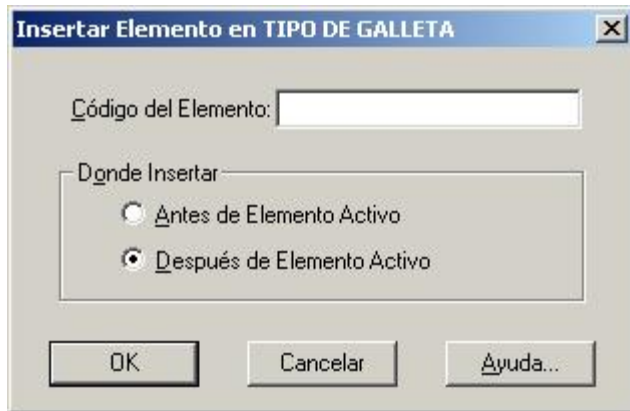 Insertar Elemento en TIPO DE GALLETA
Código del Elemento:
Donde Insertar
Antes de Elemento Activo
Después de Elemento Activo
OK Cancelar Ayuda...